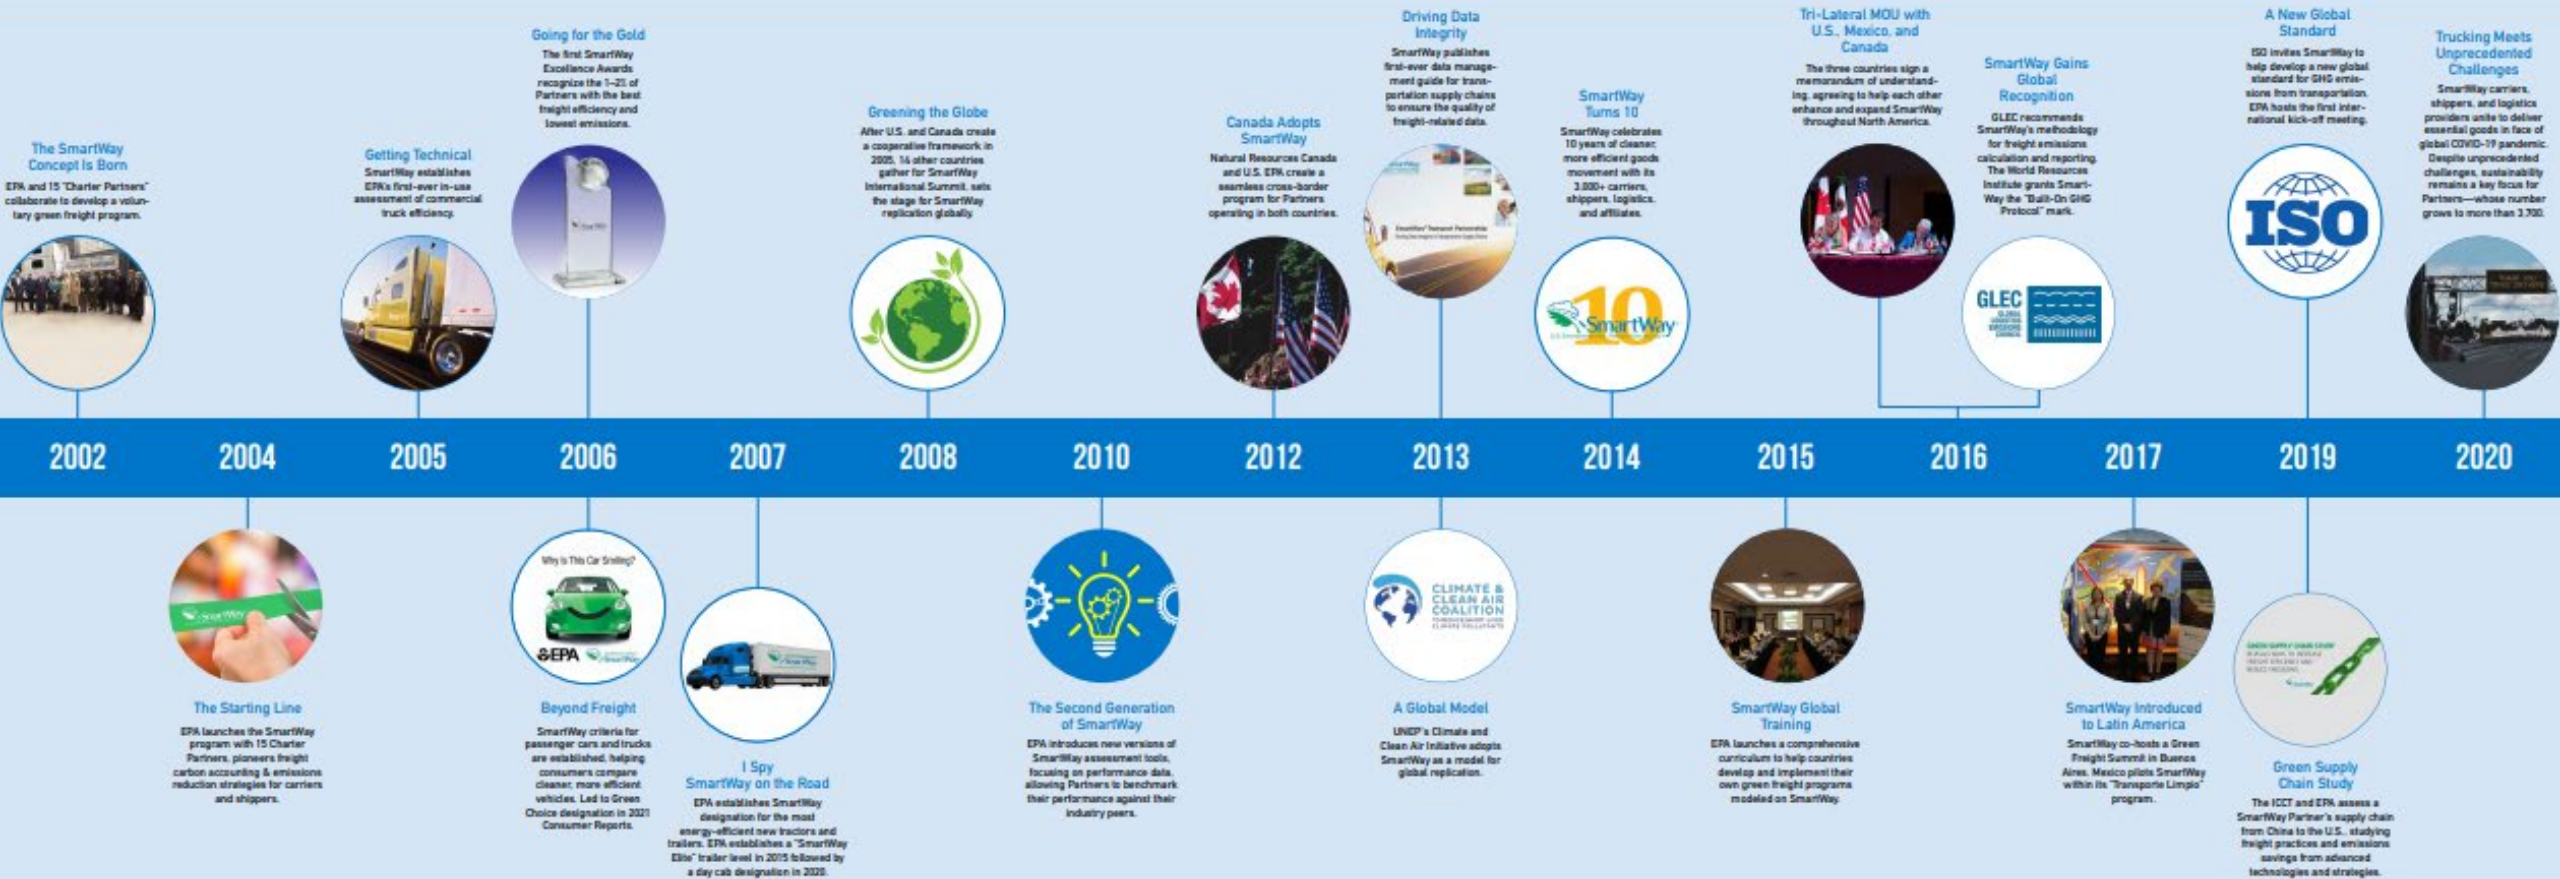 The SmartWay
Concept Is Born
EPA and 15 "Charter Partners"
collaborate to develop a volun-
tary green freight program.
Getting Technical
SmartWay establishes
EPA's first-ever in-use
assessment of commercial
truck efficiency.
Going for the Gold
The first SmartWay
Excellence Awards
recognize the 1–2% of
Partners with the best
freight efficiency and
lowest emissions.
SmartWay
Greening the Globe
After U.S. and Canada create
a cooperative framework in
2005, 14 other countries
gather for SmartWay
International Summit, sets
the stage for SmartWay
replication globally.
Canada Adopts
SmartWay
Natural Resources Canada
and U.S. EPA create a
seamless cross-border
program for Partners
operating in both countries.
Driving Data
Integrity
SmartWay publishes
first-ever data manage-
ment guide for trans-
portation supply chains
to ensure the quality of
freight-related data.
SmartWay
SmartWay Transport Partnership
SmartWay
Turns 10
SmartWay celebrates
10 years of cleaner,
more efficient goods
movement with its
3,000+ carriers,
shippers, logistics,
and affiliates.
10
SmartWay
Tri-Lateral MOU with
U.S., Mexico, and
Canada
The three countries sign a
memorandum of understand-
ing, agreeing to help each other
enhance and expand SmartWay
throughout North America.
SmartWay Gains
Global
Recognition
GLEC recommends
SmartWay's methodology
for freight emissions
calculation and reporting.
The World Resources
Institute grants Smart-
Way the "Built-On GHG
Protocol" mark.
GLEC
GLOBAL
LOGISTICS
EMISSIONS
COUNCIL
A New Global
Standard
ISO invites SmartWay to
help develop a new global
standard for GHG emis-
sions from transportation.
EPA hosts the first inter-
national kick-off meeting.
ISO
Trucking Meets
Unprecedented
Challenges
SmartWay carriers,
shippers, and logistics
providers unite to deliver
essential goods in face of
global COVID-19 pandemic.
Despite unprecedented
challenges, sustainability
remains a key focus for
Partners—whose number
grows to more than 3,700.
2002 2004 2005 2006 2007 2008 2010 2012 2013 2014 2015 2016 2017 2019 2020
SmartWay
The Starting Line
EPA launches the SmartWay
program with 15 Charter
Partners, pioneers freight
carbon accounting & emissions
reduction strategies for carriers
and shippers.
Why Is This Car Smiling?
EPA SmartWay
Beyond Freight
SmartWay criteria for
passenger cars and trucks
are established, helping
consumers compare
cleaner, more efficient
vehicles. Led to Green
Choice designation in 2021
Consumer Reports.
SmartWay
I Spy
SmartWay on the Road
EPA establishes SmartWay
designation for the most
energy-efficient new tractors and
trailers. EPA establishes a "SmartWay
Elite" trailer level in 2015 followed by
a day cab designation in 2020.
The Second Generation
of SmartWay
EPA introduces new versions of
SmartWay assessment tools,
focusing on performance data,
allowing Partners to benchmark
their performance against their
industry peers.
CLIMATE &
CLEAN AIR
COALITION
A Global Model
UNEP's Climate and
Clean Air Initiative adopts
SmartWay as a model for
global replication.
SmartWay Global
Training
EPA launches a comprehensive
curriculum to help countries
develop and implement their
own green freight programs
modeled on SmartWay.
SmartWay Introduced
to Latin America
SmartWay co-hosts a Green
Freight Summit in Buenos
Aires. Mexico pilots SmartWay
within its "Transporte Limpio"
program.
GREEN SUPPLY CHAIN STUDY
Green Supply
Chain Study
The ICCT and EPA assess a
SmartWay Partner's supply chain
from China to the U.S., studying
freight practices and emissions
savings from advanced
technologies and strategies.